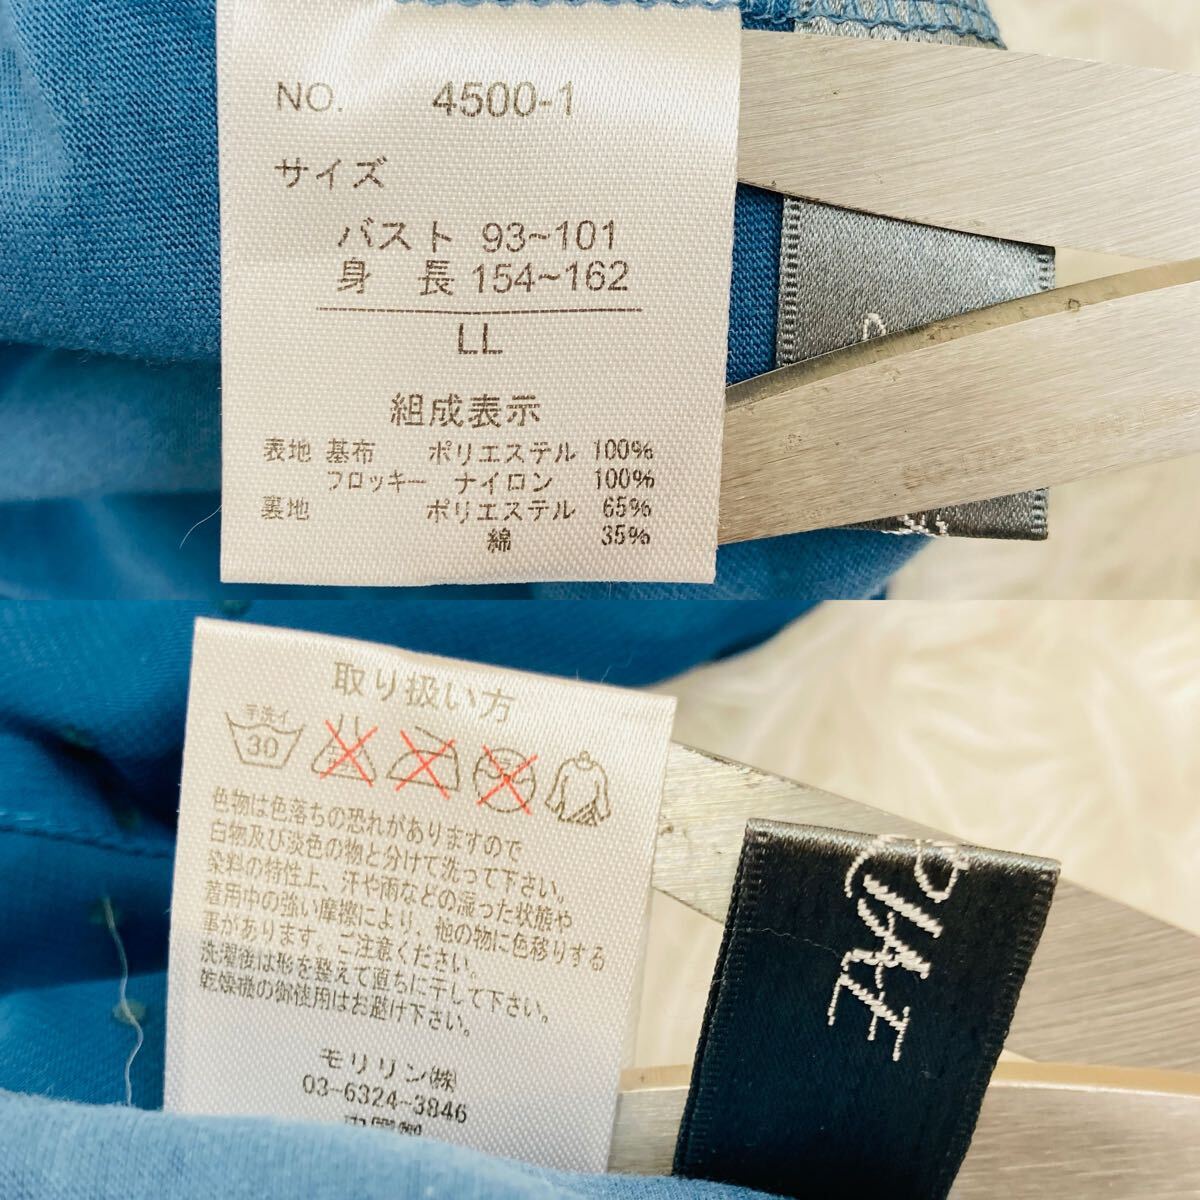 NO. 4500-1
サイズ
バスト 93~101
身 長 154~162
LL
組成表示
表地 基布 ポリエステル 100%
フロッキー ナイロン 100%
裏地 ポリエステル 65%
綿 35%
取り扱い方
手洗イ
30
色物は色落ちの恐れがありますので
白物及び淡色の物と分けて洗って下さい。
染料の特性上、汗や雨などの湿った状態や
着用中の強い摩擦により、他の物に色移りする
事があります。ご注意ください。
洗濯後は形を整えて直ちに干して下さい。
乾燥機の御使用はお避け下さい。
モリリン(株)
03-6324-3846